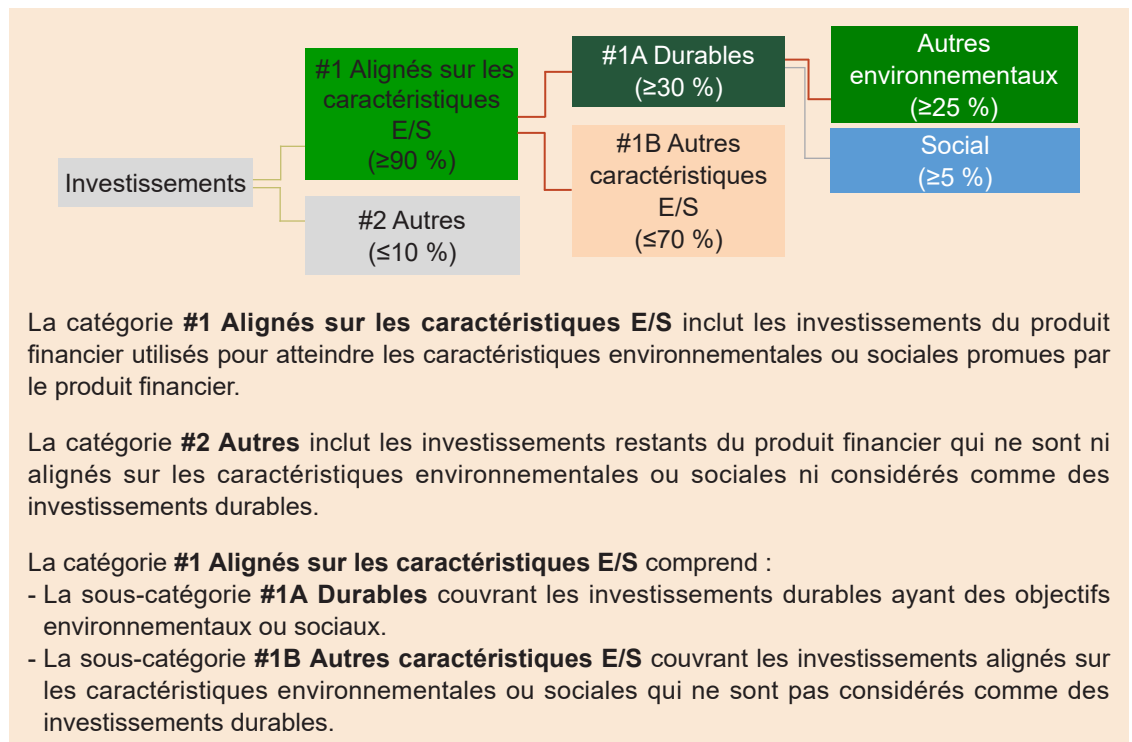 Investissements
#1 Alignés sur les
caractéristiques
E/S
(≥90 %)
#2 Autres
(≤10 %)
#1A Durables
(≥30 %)
#1B Autres
caractéristiques
E/S
(≤70 %)
Autres
environnementaux
(≥25 %)
Social
(≥5 %)
La catégorie #1 Alignés sur les caractéristiques E/S inclut les investissements du produit
financier utilisés pour atteindre les caractéristiques environnementales ou sociales promues par
le produit financier.
La catégorie #2 Autres inclut les investissements restants du produit financier qui ne sont ni
alignés sur les caractéristiques environnementales ou sociales ni considérés comme des
investissements durables.
La catégorie #1 Alignés sur les caractéristiques E/S comprend :
- La sous-catégorie #1A Durables couvrant les investissements durables ayant des objectifs
environnementaux ou sociaux.
- La sous-catégorie #1B Autres caractéristiques E/S couvrant les investissements alignés sur
les caractéristiques environnementales ou sociales qui ne sont pas considérés comme des
investissements durables.